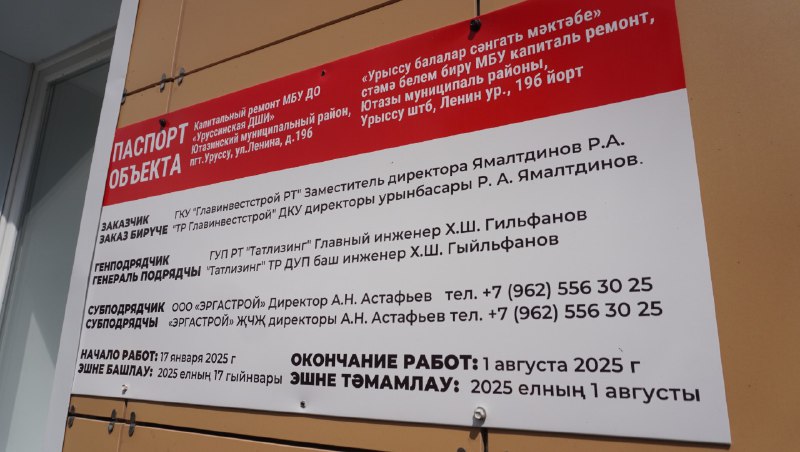 ПАСПОРТ
ОБЪЕКТА
Капитальный ремонт МБУ ДО
«Уруссинская ДШИ»
Ютазинский муниципальный район,
пгт.Уруссу, ул.Ленина, д.19б
«Урыссу балалар сәнгать мәктәбе»
өстәмә белем бирү МБУ капиталь ремонт,
Ютазы муниципаль районы,
Урыссу штб, Ленин ур., 19б йорт
ЗАКАЗЧИК ГКУ "Главинвестстрой РТ" Заместитель директора Ямалтдинов Р.А.
ЗАКАЗ БИРҮЧЕ "ТР Главинвестстрой" ДКУ директоры урынбасары Р. А. Ямалтдинов.
ГЕНПОДРЯДЧИК ГУП РТ "Татлизинг" Главный инженер Х.Ш. Гильфанов
ГЕНЕРАЛЬ ПОДРЯДЧЫ "Татлизинг" ТР ДУП баш инженер Х.Ш. Гыйльфанов
СУБПОДРЯДЧИК ООО «ЭРГАСТРОЙ» Директор А.Н. Астафьев тел. +7 (962) 556 30 25
СУБПОДРЯДЧЫ «ЭРГАСТРОЙ» ҖЧҖ директоры А.Н. Астафьев тел. +7 (962) 556 30 25
НАЧАЛО РАБОТ: 17 января 2025 г
ЭШНЕ БАШЛАУ: 2025 елның 17 гыйнвары
ОКОНЧАНИЕ РАБОТ: 1 августа 2025 г
ЭШНЕ ТӘМАМЛАУ: 2025 елның 1 августы